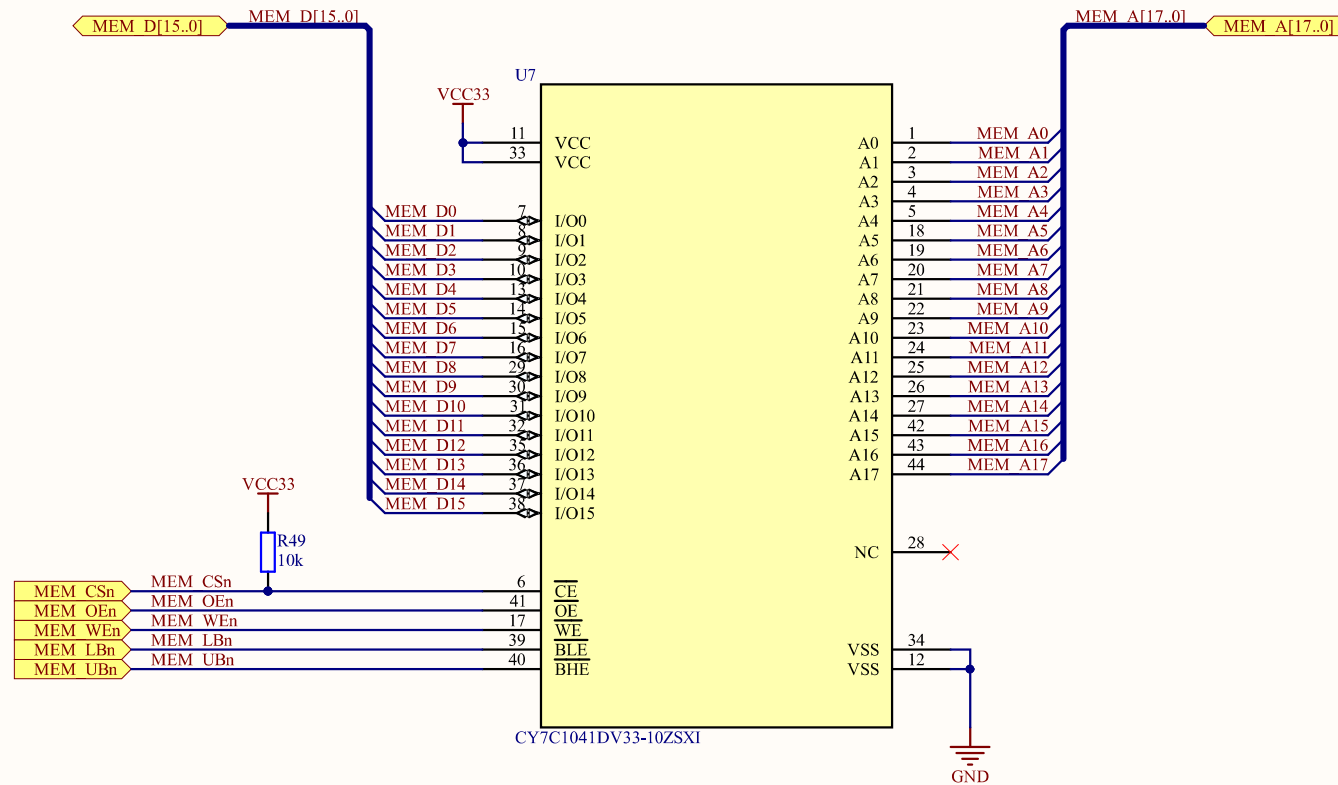 MEM_D[15..0] MEM_D[15..0] MEM_A[17..0] MEM_A[17..0]
U7
VCC33
11 VCC A0 1 MEM_A0
33 VCC A1 2 MEM_A1
A2 3 MEM_A2
A3 4 MEM_A3
MEM_D0 7 I/O0 A4 5 MEM_A4
MEM_D1 8 I/O1 A5 18 MEM_A5
MEM_D2 9 I/O2 A6 19 MEM_A6
MEM_D3 10 I/O3 A7 20 MEM_A7
MEM_D4 13 I/O4 A8 21 MEM_A8
MEM_D5 14 I/O5 A9 22 MEM_A9
MEM_D6 15 I/O6 A10 23 MEM_A10
MEM_D7 16 I/O7 A11 24 MEM_A11
MEM_D8 29 I/O8 A12 25 MEM_A12
MEM_D9 30 I/O9 A13 26 MEM_A13
MEM_D10 31 I/O10 A14 27 MEM_A14
MEM_D11 32 I/O11 A15 42 MEM_A15
MEM_D12 35 I/O12 A16 43 MEM_A16
MEM_D13 36 I/O13 A17 44 MEM_A17
MEM_D14 37 I/O14
MEM_D15 38 I/O15
VCC33
R49
10k
NC 28
MEM_CSn MEM_CSn 6 CE
MEM_OEn MEM_OEn 41 OE
MEM_WEn MEM_WEn 17 WE
MEM_LBn MEM_LBn 39 BLE VSS 34
MEM_UBn MEM_UBn 40 BHE VSS 12
CY7C1041DV33-10ZSXI
GND